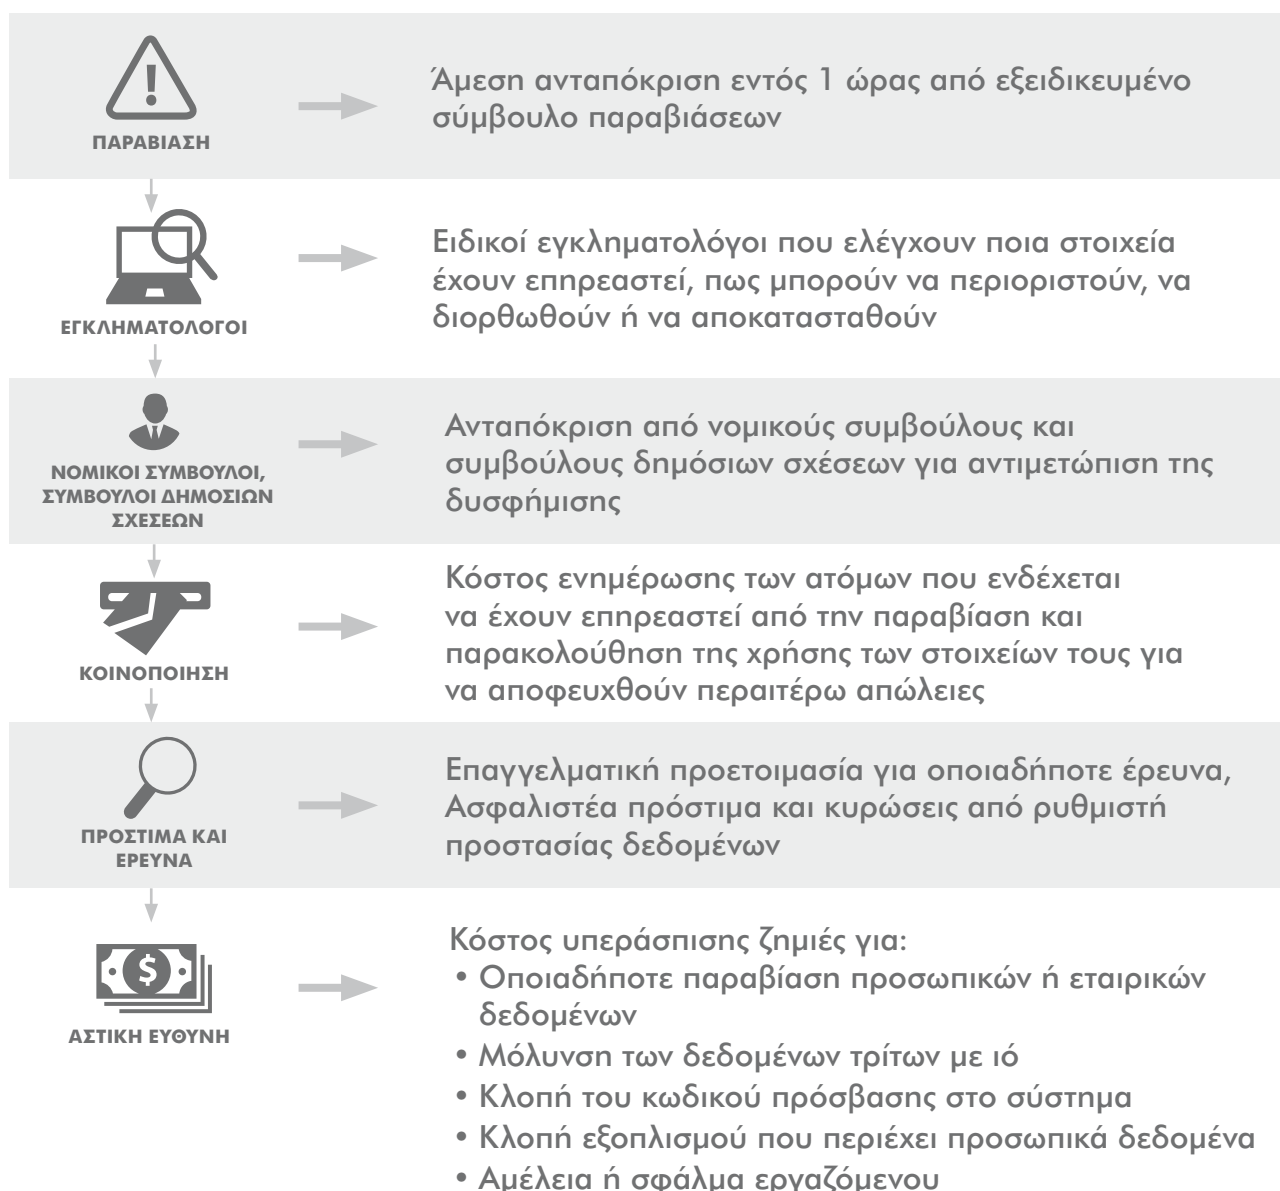 ΠΑΡΑΒΙΑΣΗ
Άμεση ανταπόκριση εντός 1 ώρας από εξειδικευμένο
σύμβουλο παραβιάσεων
ΕΓΚΛΗΜΑΤΟΛΟΓΟΙ
Ειδικοί εγκληματολόγοι που ελέγχουν ποια στοιχεία
έχουν επηρεαστεί, πως μπορούν να περιοριστούν, να
διορθωθούν ή να αποκατασταθούν
ΝΟΜΙΚΟΙ ΣΥΜΒΟΥΛΟΙ,
ΣΥΜΒΟΥΛΟΙ ΔΗΜΟΣΙΩΝ
ΣΧΕΣΕΩΝ
Ανταπόκριση από νομικούς συμβούλους και
συμβούλους δημόσιων σχέσεων για αντιμετώπιση της
δυσφήμισης
ΚΟΙΝΟΠΟΙΗΣΗ
Κόστος ενημέρωσης των ατόμων που ενδέχεται
να έχουν επηρεαστεί από την παραβίαση και
παρακολούθηση της χρήσης των στοιχείων τους για
να αποφευχθούν περαιτέρω απώλειες
ΠΡΟΣΤΙΜΑ ΚΑΙ
ΕΡΕΥΝΑ
Επαγγελματική προετοιμασία για οποιαδήποτε έρευνα,
Ασφαλιστέα πρόστιμα και κυρώσεις από ρυθμιστή
προστασίας δεδομένων
$
ΑΣΤΙΚΗ ΕΥΘΥΝΗ
Κόστος υπεράσπισης ζημιές για:
• Οποιαδήποτε παραβίαση προσωπικών ή εταιρικών
δεδομένων
• Μόλυνση των δεδομένων τρίτων με ιό
• Κλοπή του κωδικού πρόσβασης στο σύστημα
• Κλοπή εξοπλισμού που περιέχει προσωπικά δεδομένα
• Αμέλεια ή σφάλμα εργαζόμενου